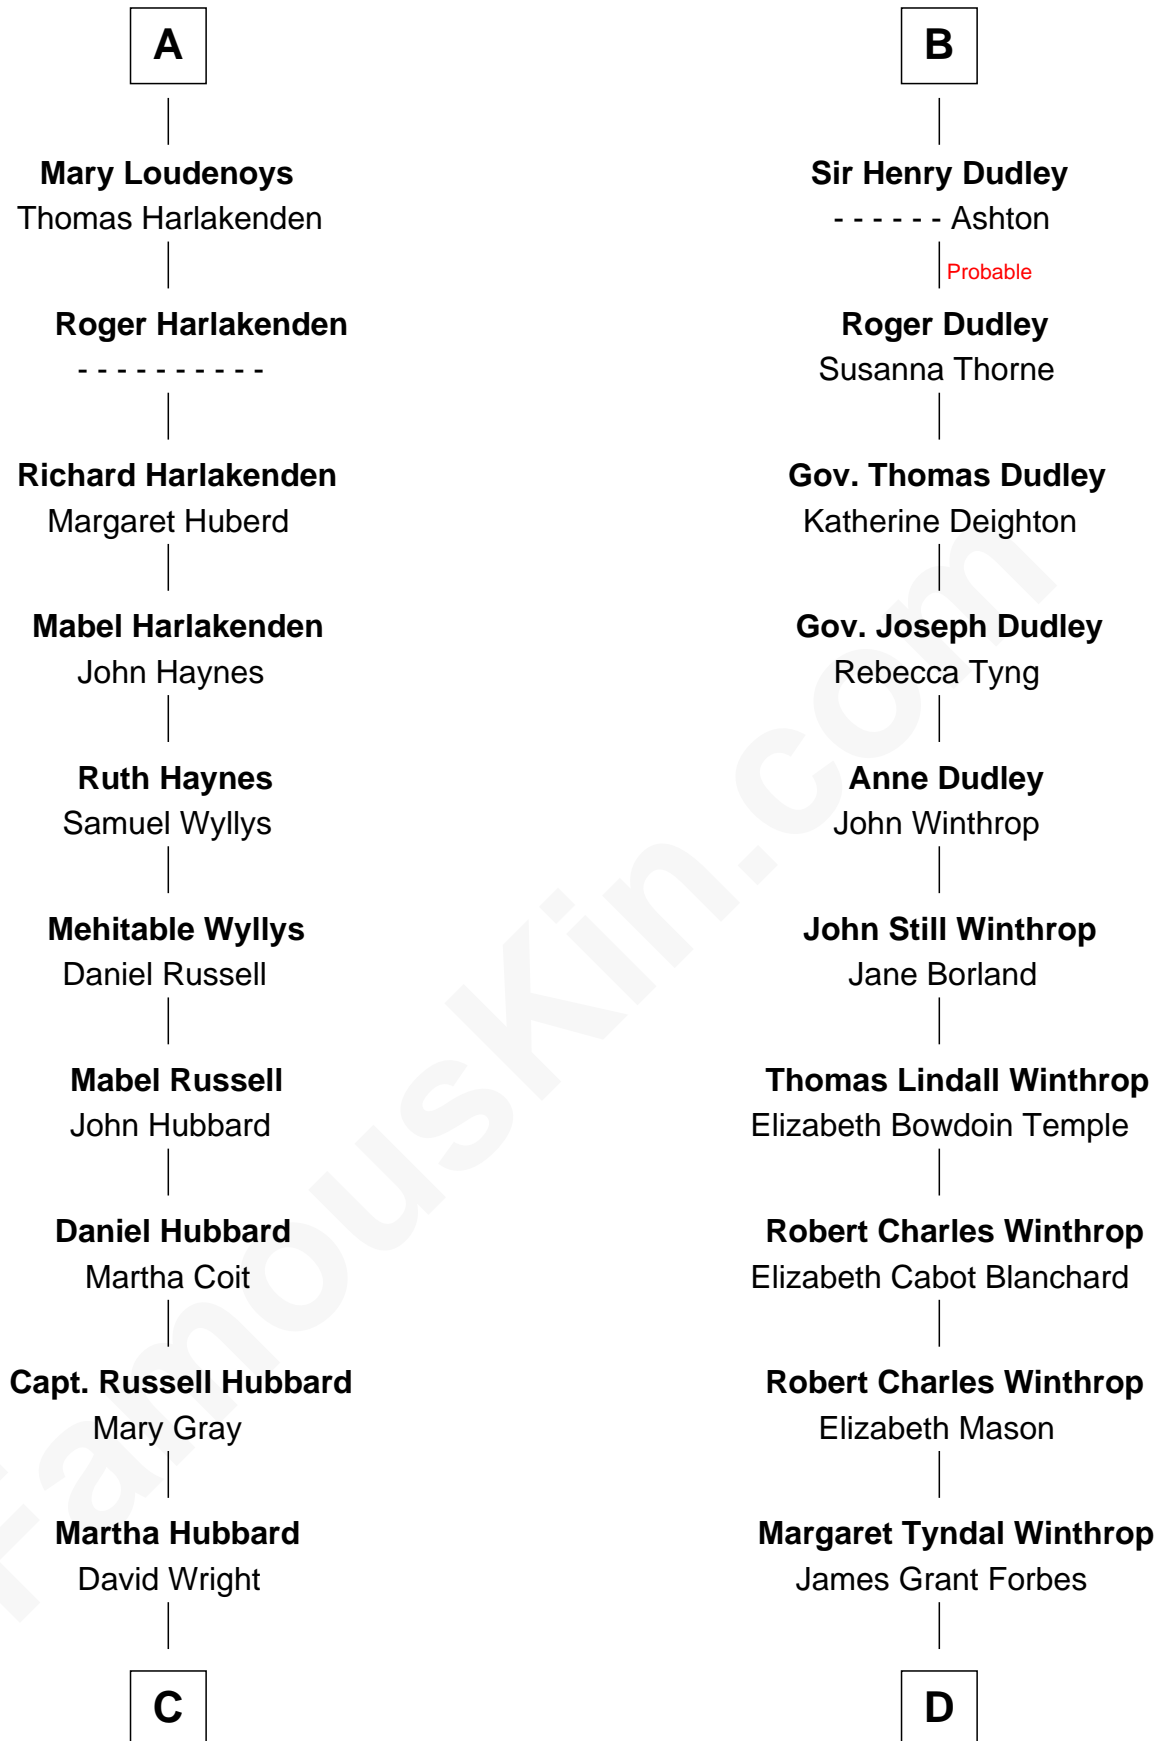 A
Mary Loudenoys
Thomas Harlakenden
Roger Harlakenden
- - - - - - - - - -
Richard Harlakenden
Margaret Huberd
Mabel Harlakenden
John Haynes
Ruth Haynes
Samuel Wyllys
Mehitable Wyllys
Daniel Russell
Mabel Russell
John Hubbard
Daniel Hubbard
Martha Coit
Capt. Russell Hubbard
Mary Gray
Martha Hubbard
David Wright
C
B
Sir Henry Dudley
- - - - - - Ashton
Probable
Roger Dudley
Susanna Thorne
Gov. Thomas Dudley
Katherine Deighton
Gov. Joseph Dudley
Rebecca Tyng
Anne Dudley
John Winthrop
John Still Winthrop
Jane Borland
Thomas Lindall Winthrop
Elizabeth Bowdoin Temple
Robert Charles Winthrop
Elizabeth Cabot Blanchard
Robert Charles Winthrop
Elizabeth Mason
Margaret Tyndal Winthrop
James Grant Forbes
D
FamousKin.com